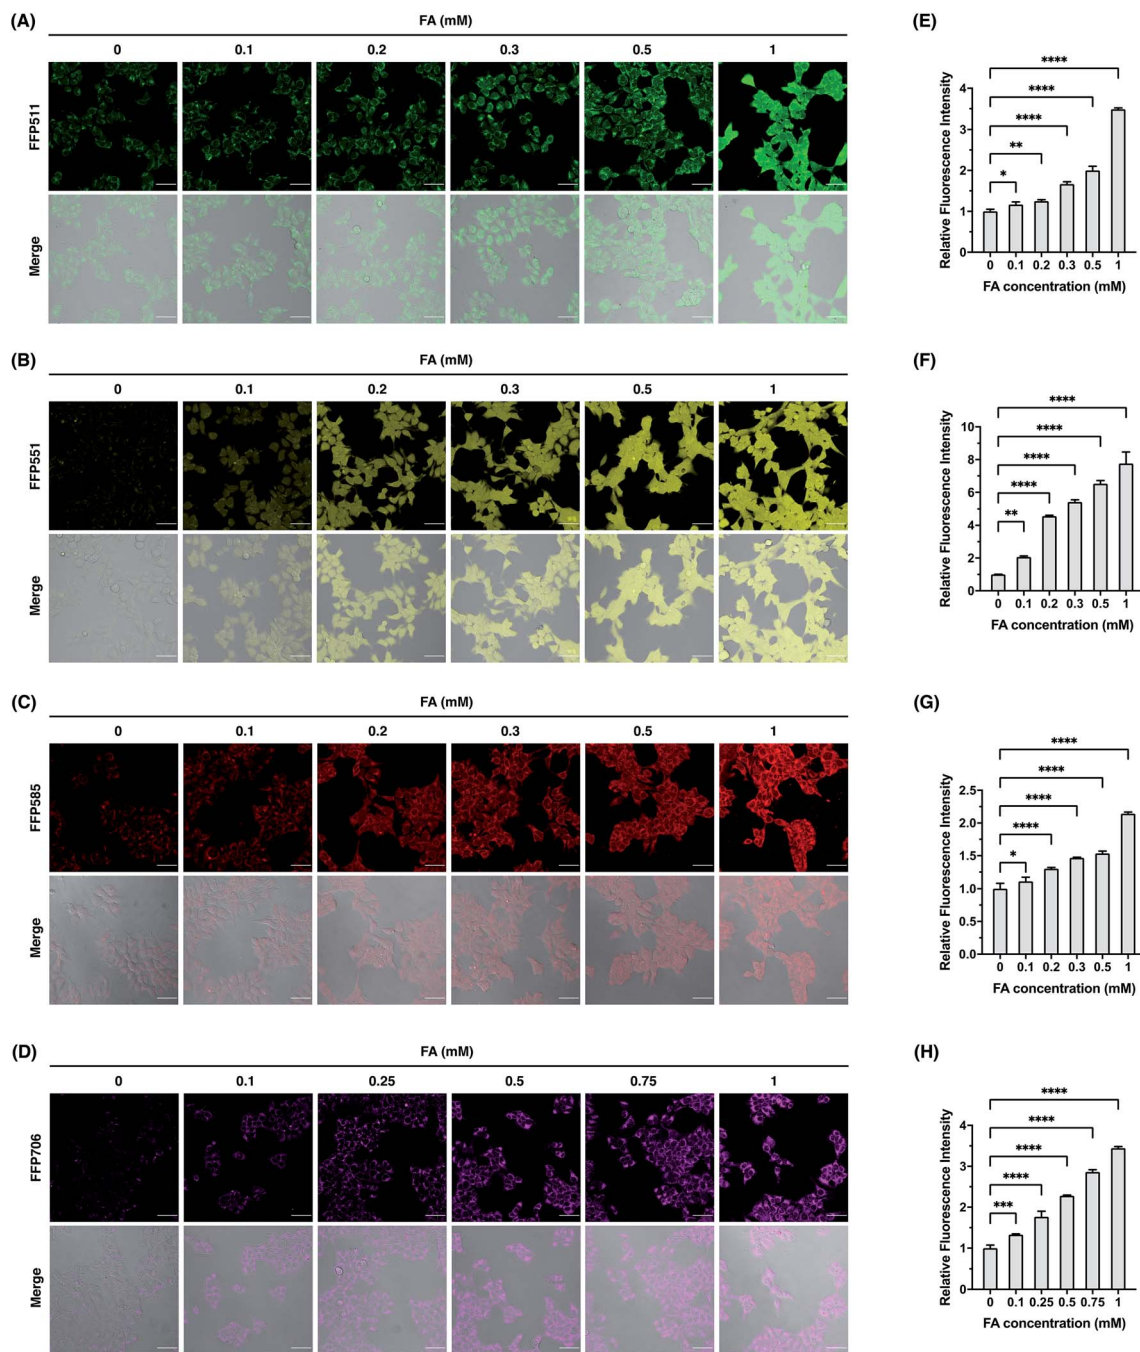 (A)
FA (mM)
0 0.1 0.2 0.3 0.5 1
FFP511
Merge
(E)
Relative Fluorescence Intensity
4
3
2
1
0
* ** **** **** ****
0 0.1 0.2 0.3 0.5 1
FA concentration (mM)
(B)
FA (mM)
0 0.1 0.2 0.3 0.5 1
FFP551
Merge
(F)
Relative Fluorescence Intensity
10
8
6
4
2
0
** **** **** **** ****
0 0.1 0.2 0.3 0.5 1
FA concentration (mM)
(C)
FA (mM)
0 0.1 0.2 0.3 0.5 1
FFP585
Merge
(G)
Relative Fluorescence Intensity
2.5
2.0
1.5
1.0
0.5
0.0
* **** **** **** ****
0 0.1 0.2 0.3 0.5 1
FA concentration (mM)
(D)
FA (mM)
0 0.1 0.25 0.5 0.75 1
FFP706
Merge
(H)
Relative Fluorescence Intensity
4
3
2
1
0
*** **** **** **** ****
0 0.1 0.25 0.5 0.75 1
FA concentration (mM)